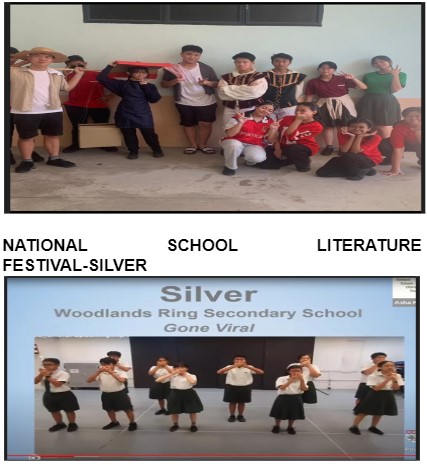 NATIONAL SCHOOL LITERATURE
FESTIVAL-SILVER
Silver
Woodlands Ring Secondary School
Gone Viral